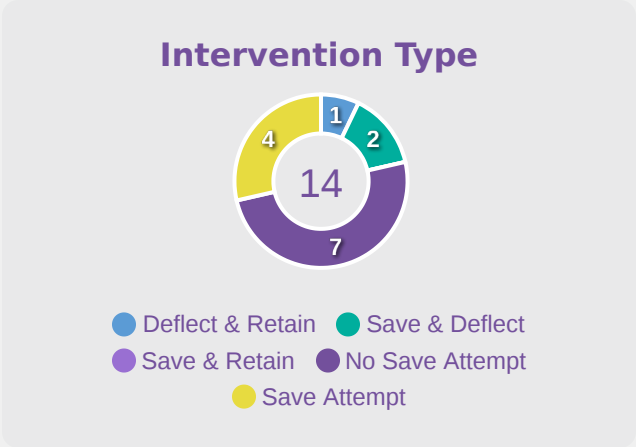 Intervention Type
1
4
2
14
7
Deflect & Retain Save & Deflect
Save & Retain No Save Attempt
Save Attempt